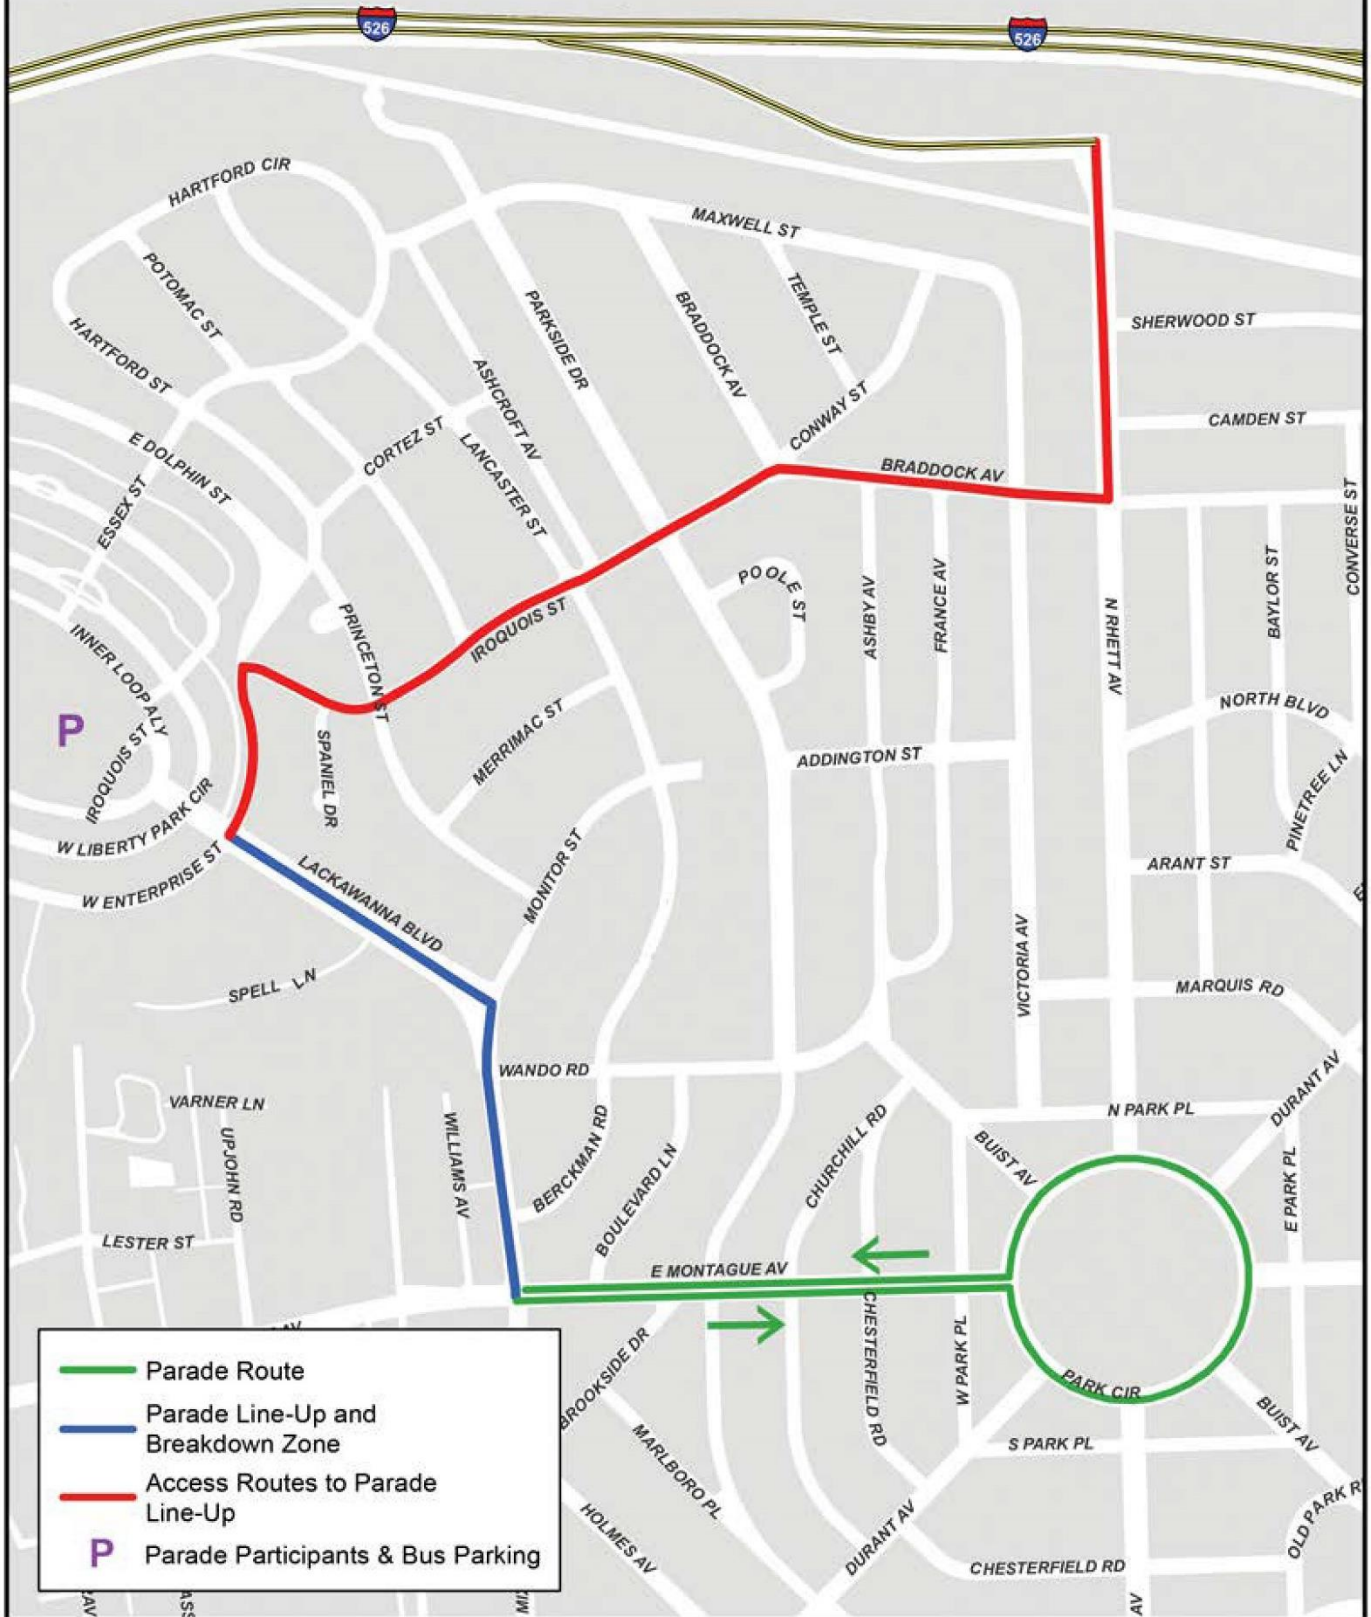 526
526
HARTFORD CIR
MAXWELL ST
POTOMAC ST
PARKSIDE DR
BRADDOCK AV
TEMPLE ST
SHERWOOD ST
HARTFORD ST
ASHCROFT AV
CONWAY ST
CAMDEN ST
CORTEZ ST
E DOLPHIN ST
LANCASTER ST
BRADDOCK AV
ESSEX ST
CONVERSE ST
POOLE ST
ASHBY AV
FRANCE AV
BAYLOR ST
IROQUOIS ST
PRINCETON ST
N RHETT AV
INNER LOOP ALY
P
IROQUOIS ST
NORTH BLVD
MERRIMAC ST
SPANIEL DR
ADDINGTON ST
PINETREE LN
W LIBERTY PARK CIR
W ENTERPRISE ST
LACKAWANNA BLVD
MONITOR ST
ARANT ST
VICTORIA AV
SPELL LN
MARQUIS RD
WANDO RD
VARNER LN
UPJOHN RD
WILLIAMS AV
BERCKMAN RD
BOULEVARD LN
CHURCHILL RD
BUIST AV
N PARK PL
DURANT AV
E PARK PL
LESTER ST
E MONTAGUE AV
AV
CHESTERFIELD RD
W PARK PL
PARK CIR
BROOKSIDE DR
MARLBORO PL
S PARK PL
BUIST AV
OLD PARK R
HOLMES AV
DURANT AV
CHESTERFIELD RD
AV
Parade Route
Parade Line-Up and
Breakdown Zone
Access Routes to Parade
Line-Up
P Parade Participants & Bus Parking